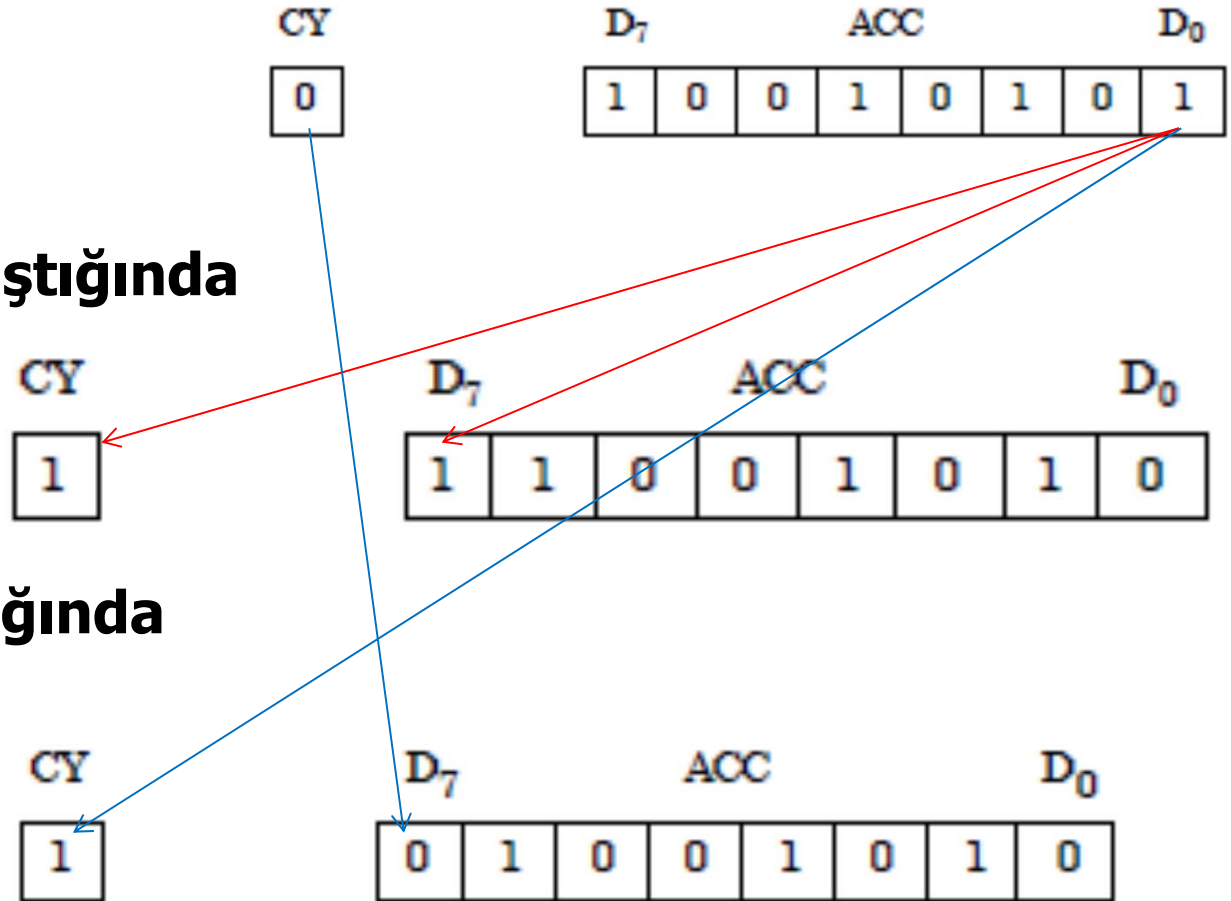 CY D₇ ACC D₀
0 1 0 0 1 0 1 0 1
ştığında
CY D₇ ACC D₀
1 1 1 0 0 1 0 1 0
ğında
CY D₇ ACC D₀
1 0 1 0 0 1 0 1 0